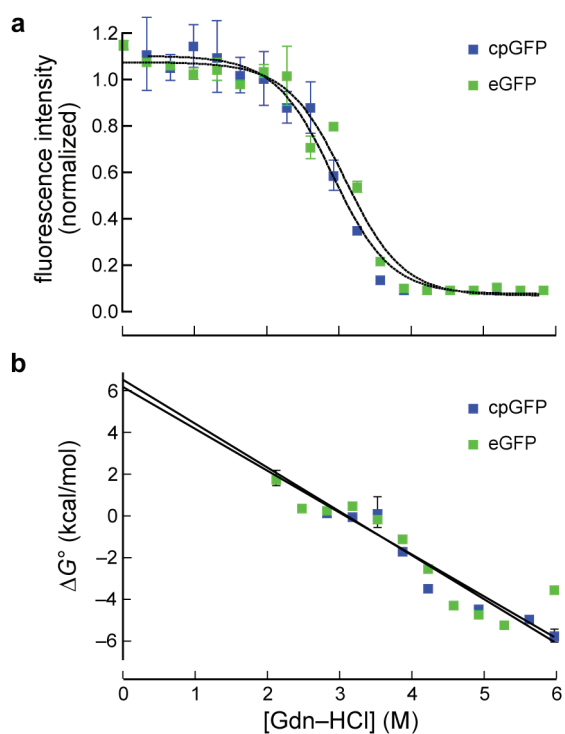 a
1.2
1.0
0.8
0.6
0.4
0.2
0.0
fluorescence intensity
(normalized)
cpGFP
eGFP
b
6
4
2
0
−2
−4
−6
ΔG° (kcal/mol)
cpGFP
eGFP
0 1 2 3 4 5 6
[Gdn–HCl] (M)